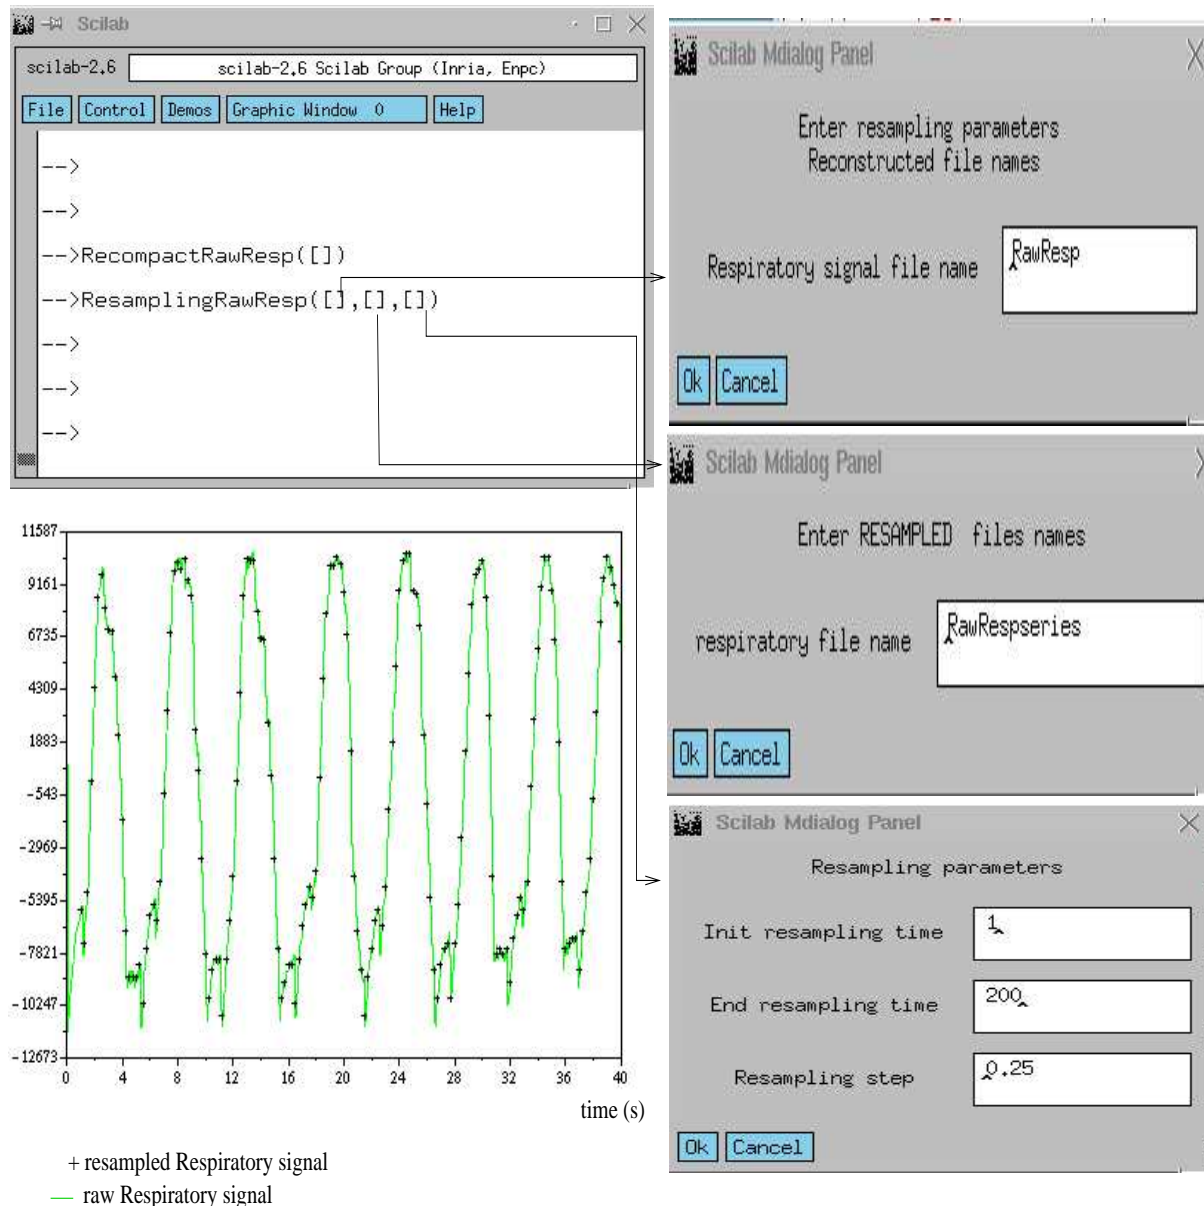 Scilab
scilab-2.6
scilab-2.6 Scilab Group (Inria, Enpc)
File Control Demos Graphic Window 0 Help
-->
-->
-->RecompactRawResp([])
-->ResamplingRawResp([],[],[])
-->
-->
-->
Scilab Mdialog Panel
Enter resampling parameters
Reconstructed file names
Respiratory signal file name
RawResp
Ok Cancel
Scilab Mdialog Panel
Enter RESAMPLED files names
respiratory file name
RawRespseries
Ok Cancel
Scilab Mdialog Panel
Resampling parameters
Init resampling time
1
End resampling time
200
Resampling step
0.25
Ok Cancel
11587
9161
6735
4309
1883
-543
-2969
-5395
-7821
-10247
-12673
0 4 8 12 16 20 24 28 32 36 40
time (s)
+ resampled Respiratory signal
— raw Respiratory signal